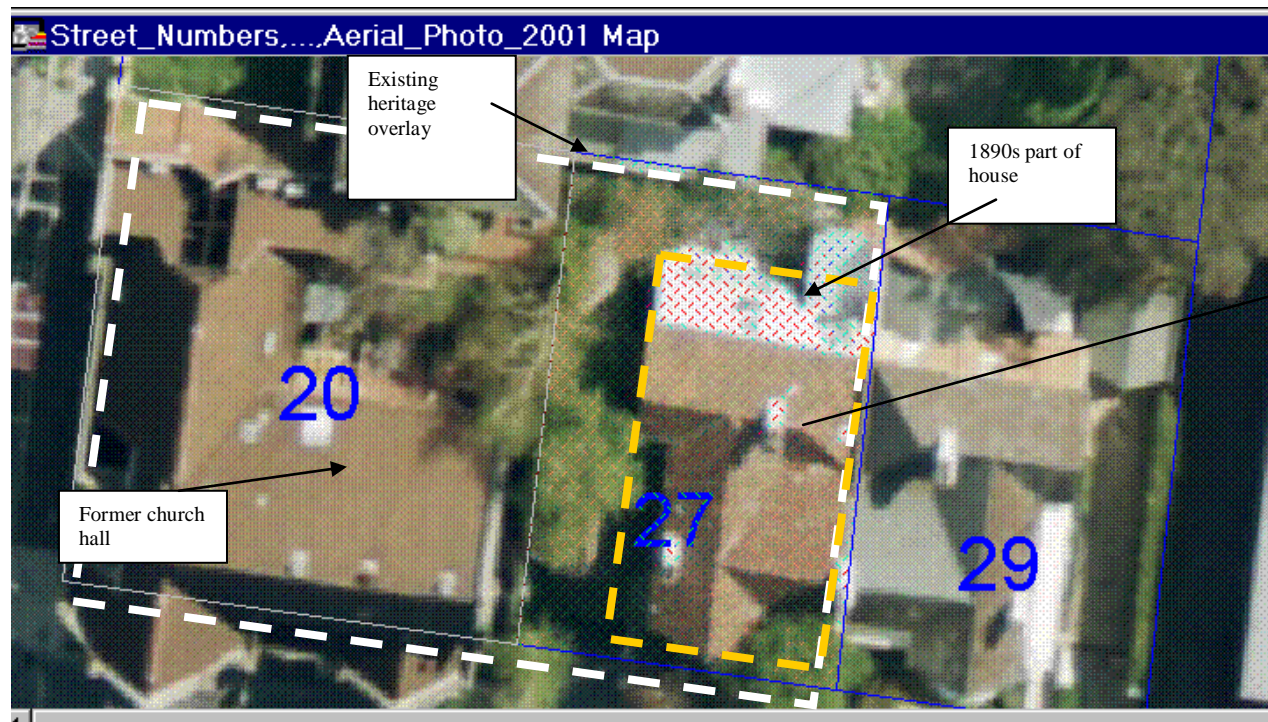 Street_Numbers,...,Aerial_Photo_2001 Map
Existing
heritage
overlay
1890s part of
house
20
Former church
hall
27
29